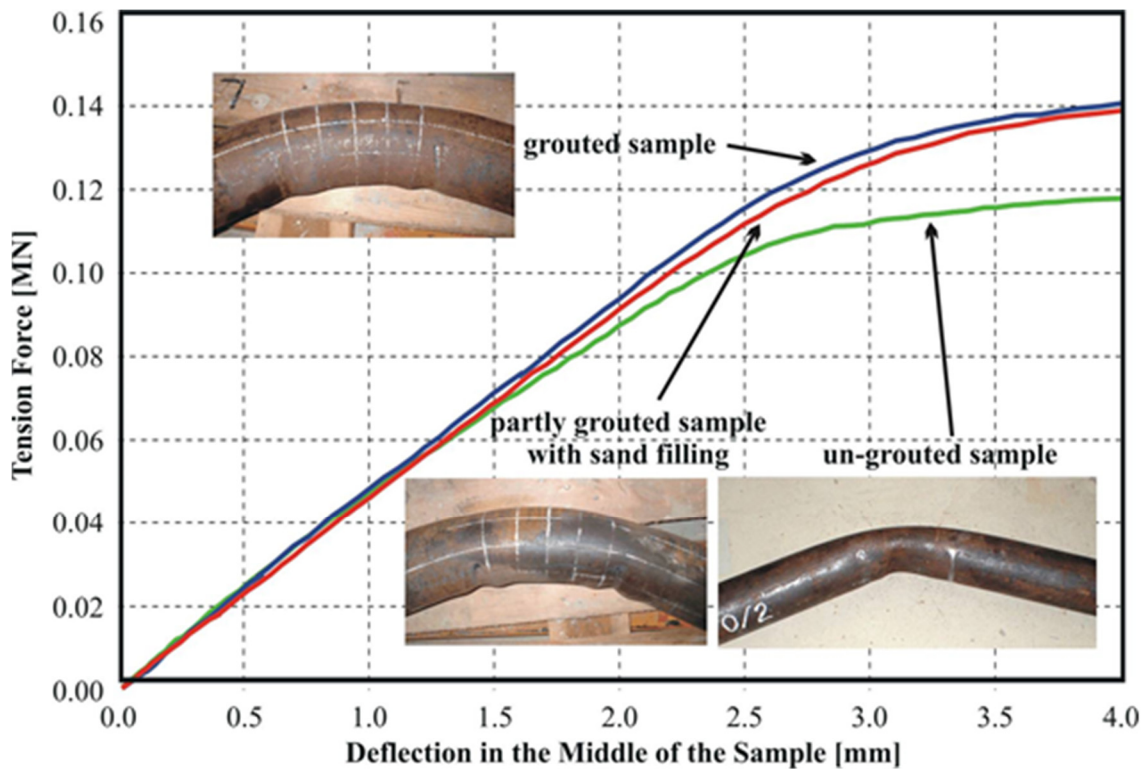 0.16
0.14
0.12
0.10
0.08
0.06
0.04
0.02
0.00
Tension Force [MN]
grouted sample
partly grouted sample
with sand filling
un-grouted sample
7
0/2
0.0 0.5 1.0 1.5 2.0 2.5 3.0 3.5 4.0
Deflection in the Middle of the Sample [mm]